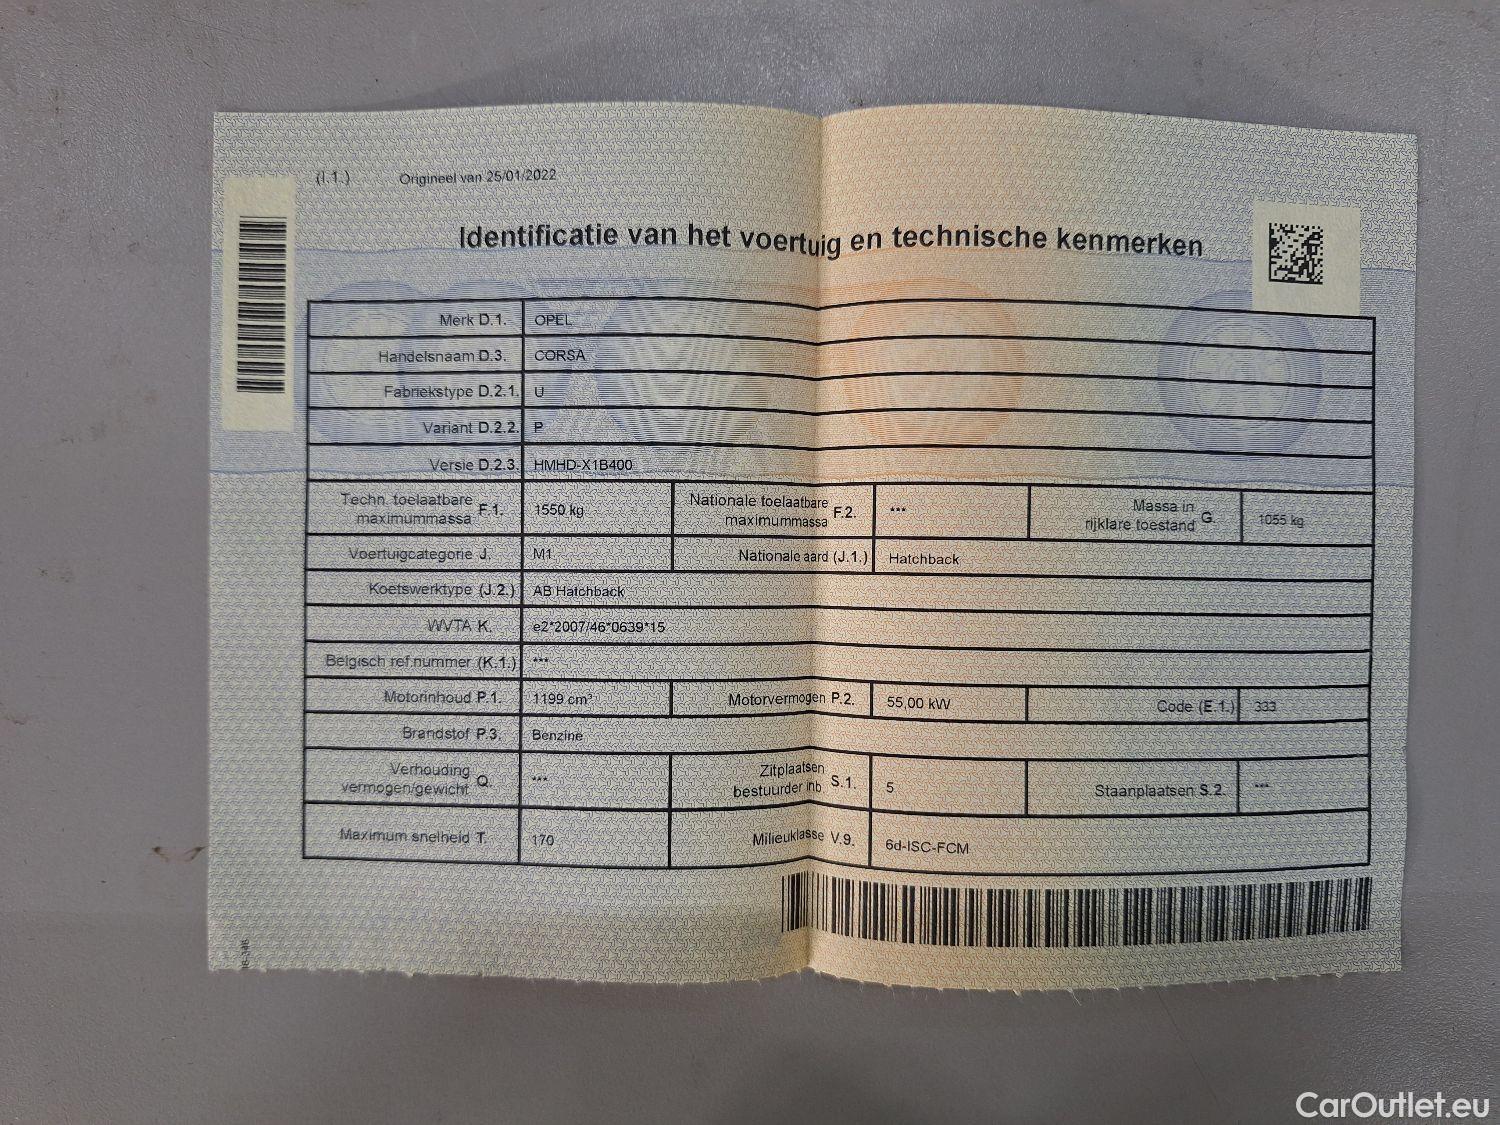 (I.1.) Origineel van 25/01/2022
Identificatie van het voertuig en technische kenmerken
Merk D.1. OPEL
Handelsnaam D.3. CORSA
Fabriekstype D.2.1. U
Variant D.2.2. P
Versie D.2.3. HMHD-X1B400
Techn. toelaatbare maximummassa F.1. 1550 kg Nationale toelaatbare maximummassa F.2. *** Massa in rijklare toestand G. 1055 kg
Voertuigcategorie J. M1 Nationale aard (J.1.) Hatchback
Koetswerktype (J.2.) AB Hatchback
WVTA K. e2*2007/46*0639*15
Belgisch ref.nummer (K.1.) ***
Motorinhoud P.1. 1199 cm³ Motorvermogen P.2. 55,00 kW Code (E.1.) 333
Brandstof P.3. Benzine
Verhouding vermogen/gewicht Q. *** Zitplaatsen bestuurder inb. S.1. 5 Staanplaatsen S.2. ***
Maximum snelheid T. 170 Milieuklasse V.9. 6d-ISC-FCM
CarOutlet.eu